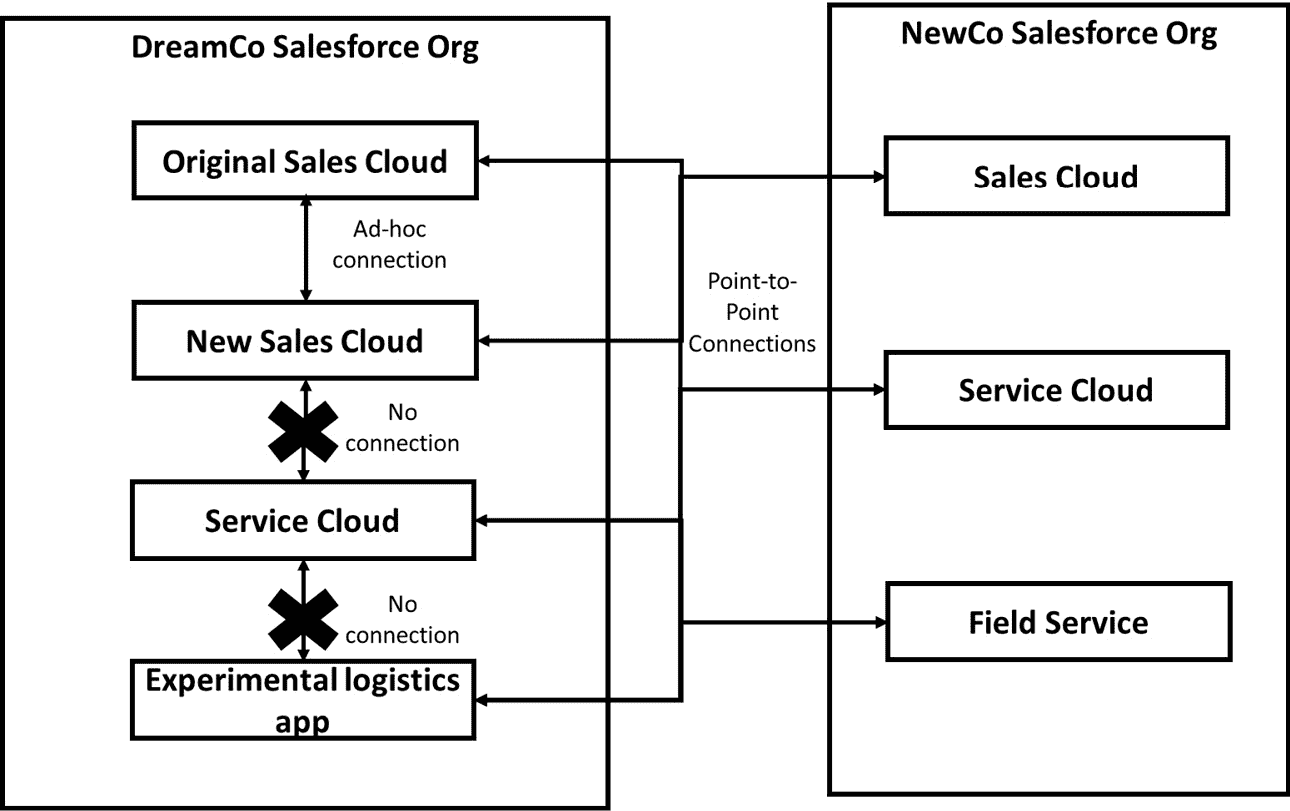 DreamCo Salesforce Org
Original Sales Cloud
Ad-hoc
connection
New Sales Cloud
No
connection
Service Cloud
No
connection
Experimental logistics
app
Point-to-
Point
Connections
NewCo Salesforce Org
Sales Cloud
Service Cloud
Field Service